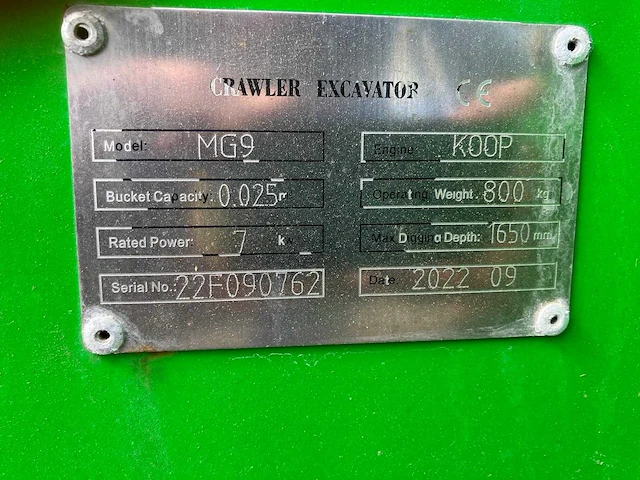 CRAWLER EXCAVATOR CE
Model: MG9
Engine: KOOP
Bucket Capacity: 0.025m
Operating Weight: 800 kg
Rated Power: 7 k
Max Digging Depth: 1650 mm
Serial No.: 22F090762
Date: 2022 09